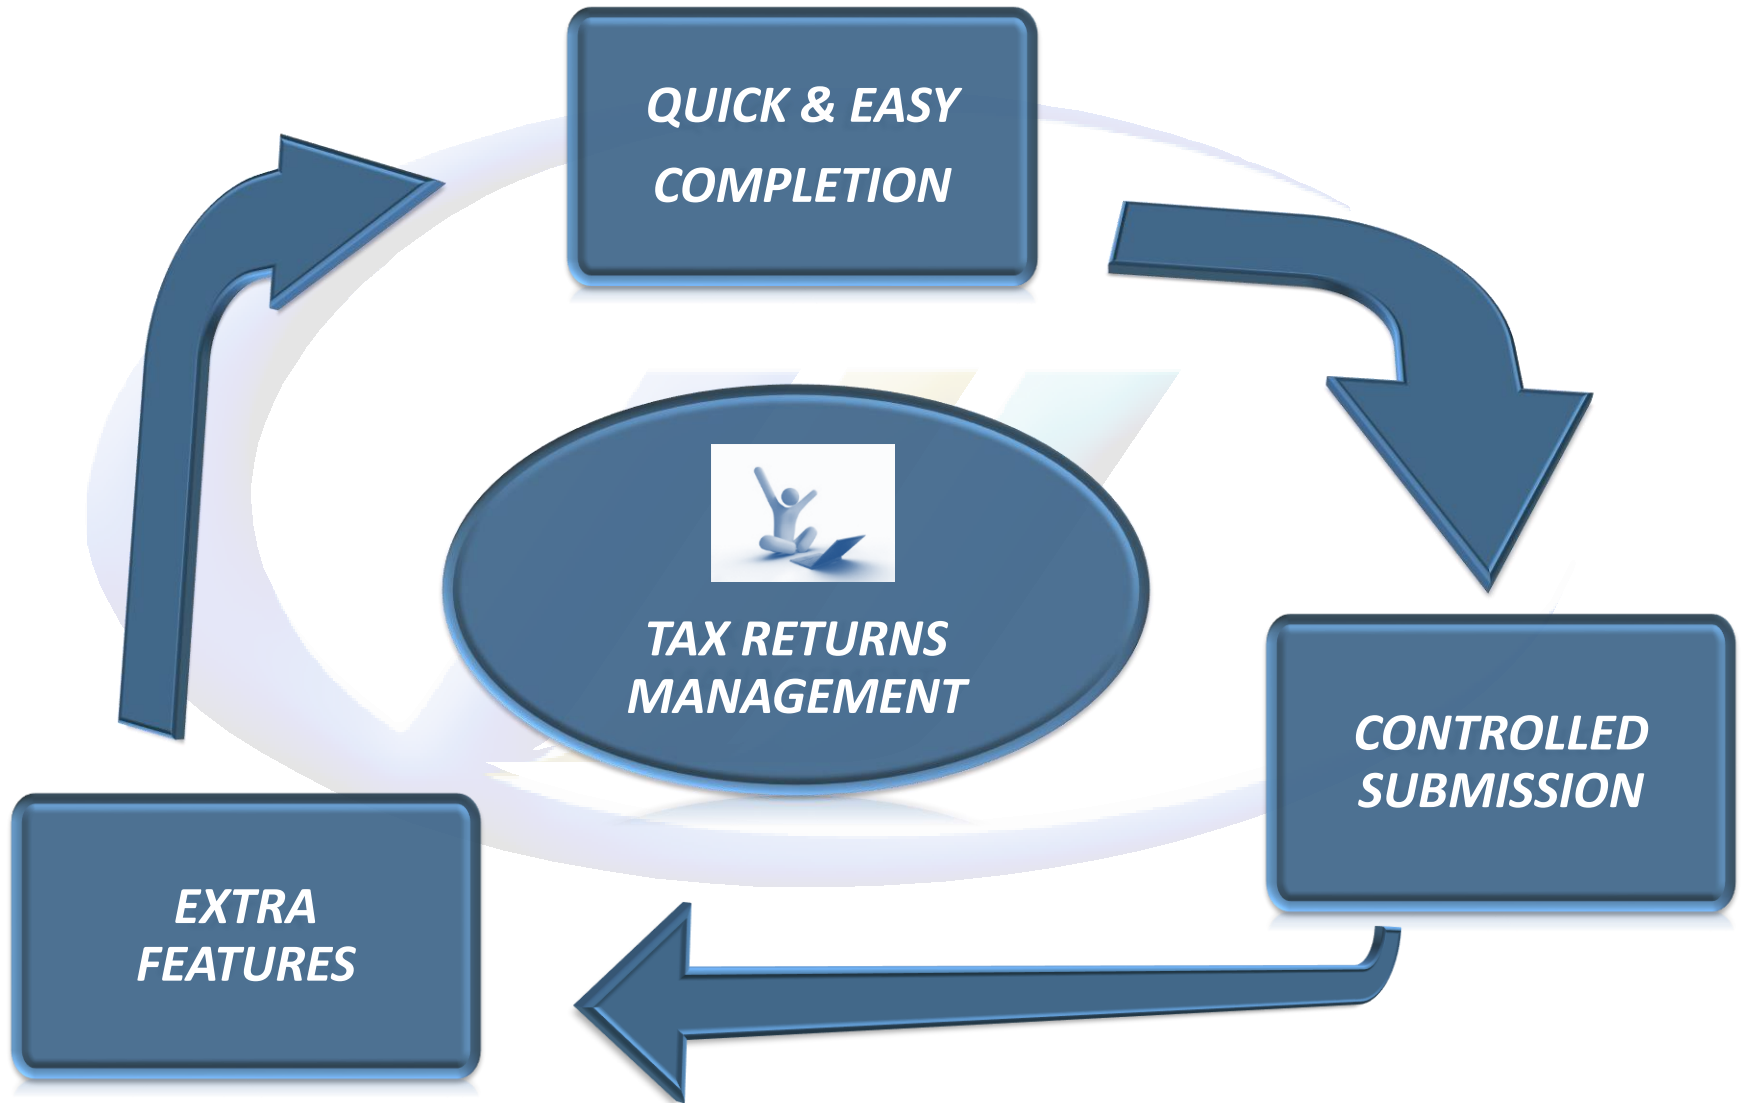 QUICK & EASY
COMPLETION
TAX RETURNS
MANAGEMENT
CONTROLLED
SUBMISSION
EXTRA
FEATURES